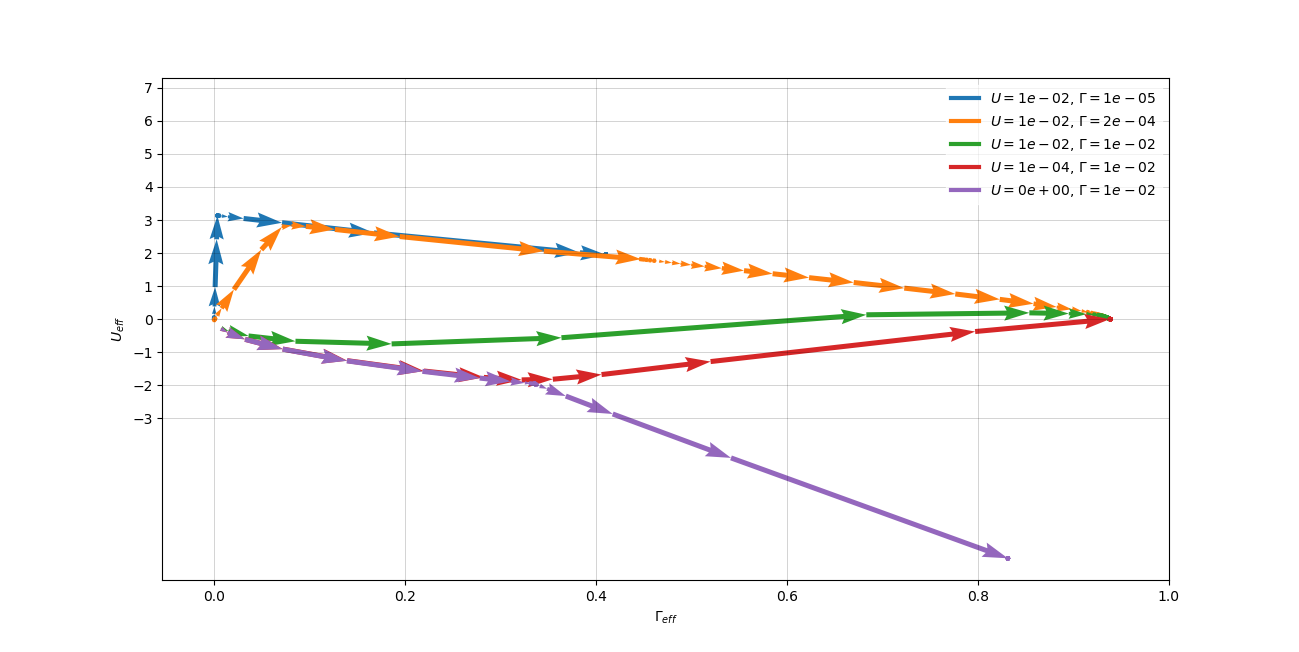 7
6
5
4
3
2
1
0
−1
−2
−3
U_eff
0.0 0.2 0.4 0.6 0.8 1.0
Γ_eff
U = 1e − 02, Γ = 1e − 05
U = 1e − 02, Γ = 2e − 04
U = 1e − 02, Γ = 1e − 02
U = 1e − 04, Γ = 1e − 02
U = 0e + 00, Γ = 1e − 02